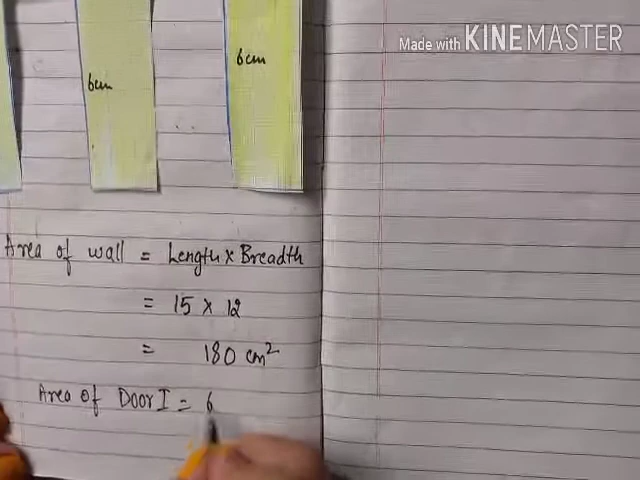 Made with KINEMASTER
6cm
6cm
Area of wall = Length x Breadth
= 15 x 12
= 180 cm²
Area of Door I = 6